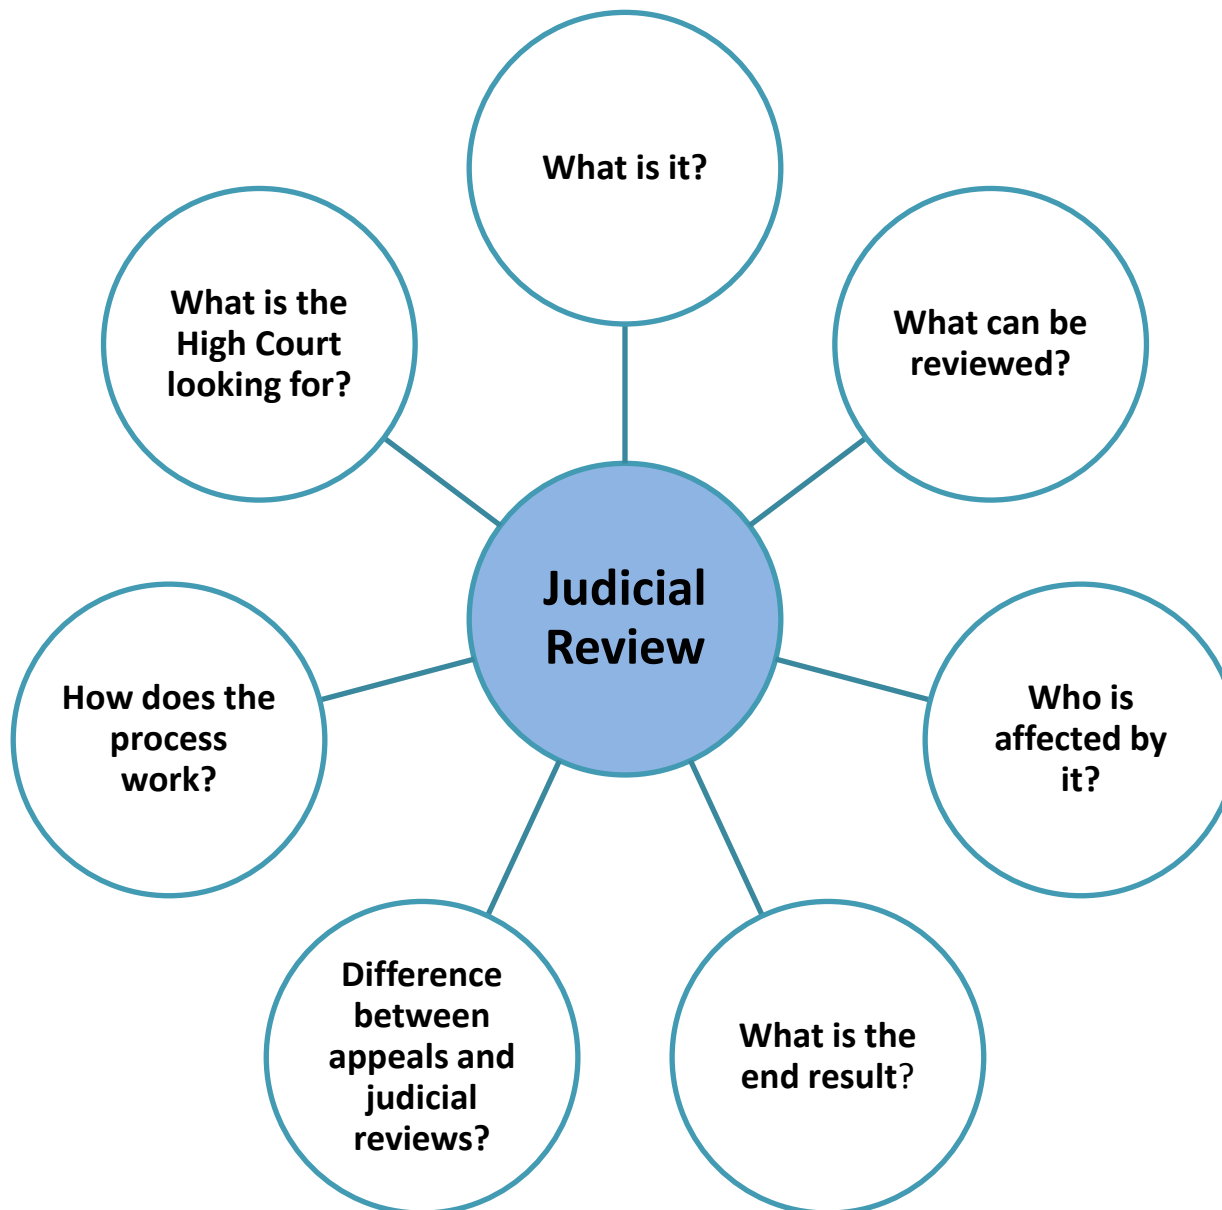 What is it?
What can be
reviewed?
Who is
affected by
it?
What is the
end result?
Difference
between
appeals and
judicial
reviews?
How does the
process
work?
What is the
High Court
looking for?
Judicial
Review